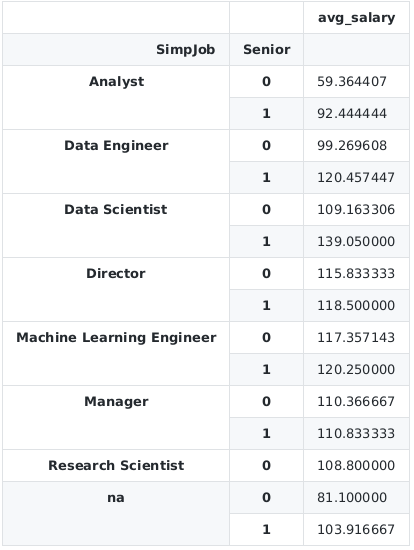 avg_salary
SimpJob Senior
Analyst 0 59.364407
1 92.444444
Data Engineer 0 99.269608
1 120.457447
Data Scientist 0 109.163306
1 139.050000
Director 0 115.833333
1 118.500000
Machine Learning Engineer 0 117.357143
1 120.250000
Manager 0 110.366667
1 110.833333
Research Scientist 0 108.800000
na 0 81.100000
1 103.916667